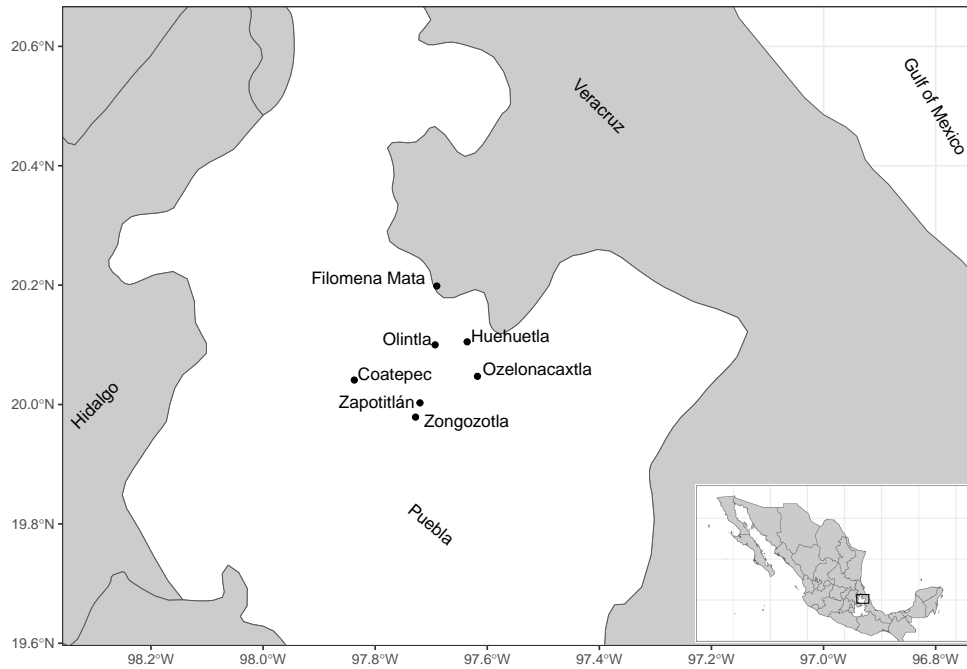 20.6°N
20.4°N
20.2°N
20.0°N
19.8°N
19.6°N
Veracruz
Gulf of Mexico
Filomena Mata
Olintla
Huehuetla
Coatepec
Ozelonacaxtla
Zapotitlán
Zongozotla
Hidalgo
Puebla
98.2°W
98.0°W
97.8°W
97.6°W
97.4°W
97.2°W
97.0°W
96.8°W